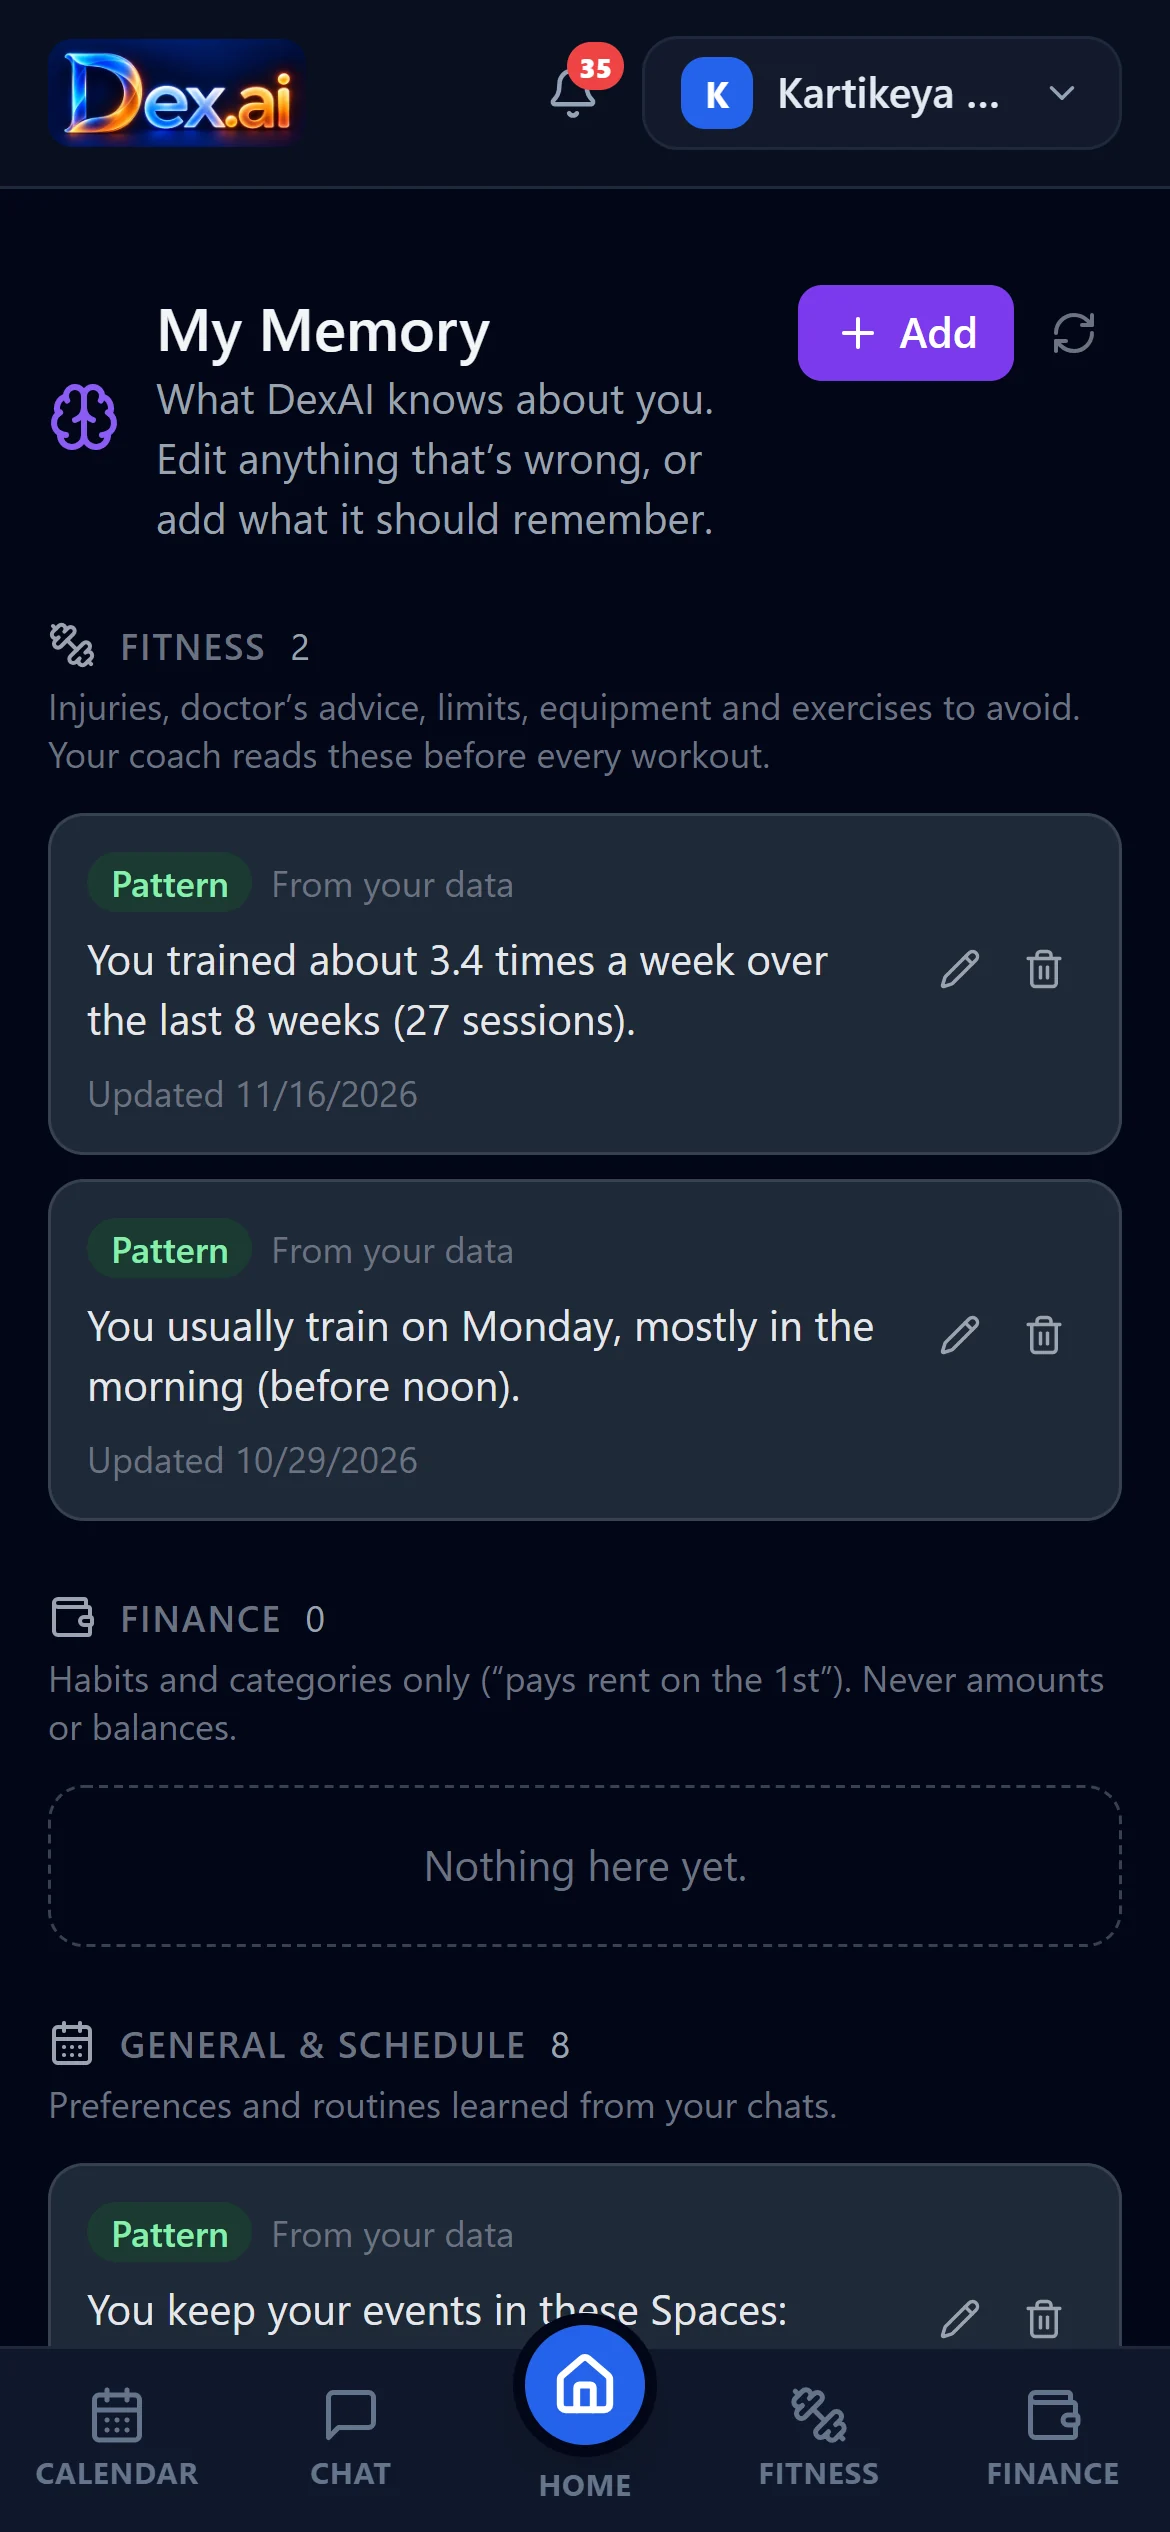 Dex.ai
35
K
Kartikeya ...
My Memory
+ Add
What DexAI knows about you.
Edit anything that’s wrong, or
add what it should remember.
FITNESS 2
Injuries, doctor’s advice, limits, equipment and exercises to avoid.
Your coach reads these before every workout.
Pattern From your data
You trained about 3.4 times a week over
the last 8 weeks (27 sessions).
Updated 11/16/2026
Pattern From your data
You usually train on Monday, mostly in the
morning (before noon).
Updated 10/29/2026
FINANCE 0
Habits and categories only (“pays rent on the 1st”). Never amounts
or balances.
Nothing here yet.
GENERAL & SCHEDULE 8
Preferences and routines learned from your chats.
Pattern From your data
You keep your events in these Spaces:
CALENDAR
CHAT
HOME
FITNESS
FINANCE